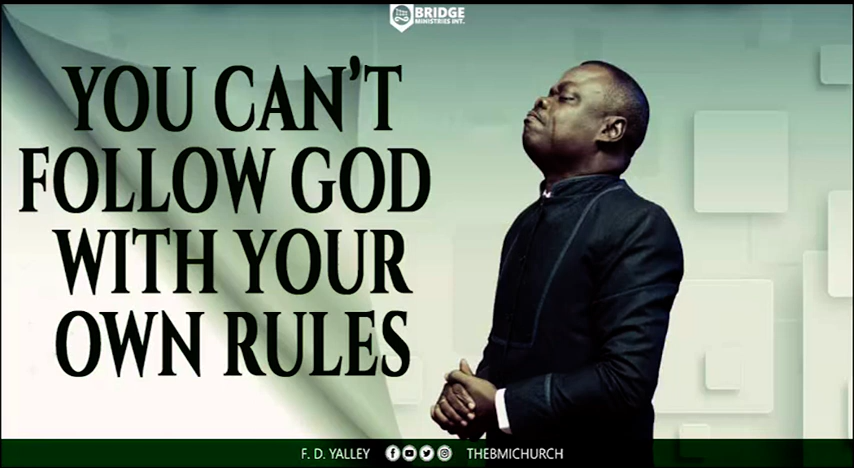 BRIDGE
MINISTRIES INT.
YOU CAN'T
FOLLOW GOD
WITH YOUR
OWN RULES
F. D. YALLEY THEBMICHURCH